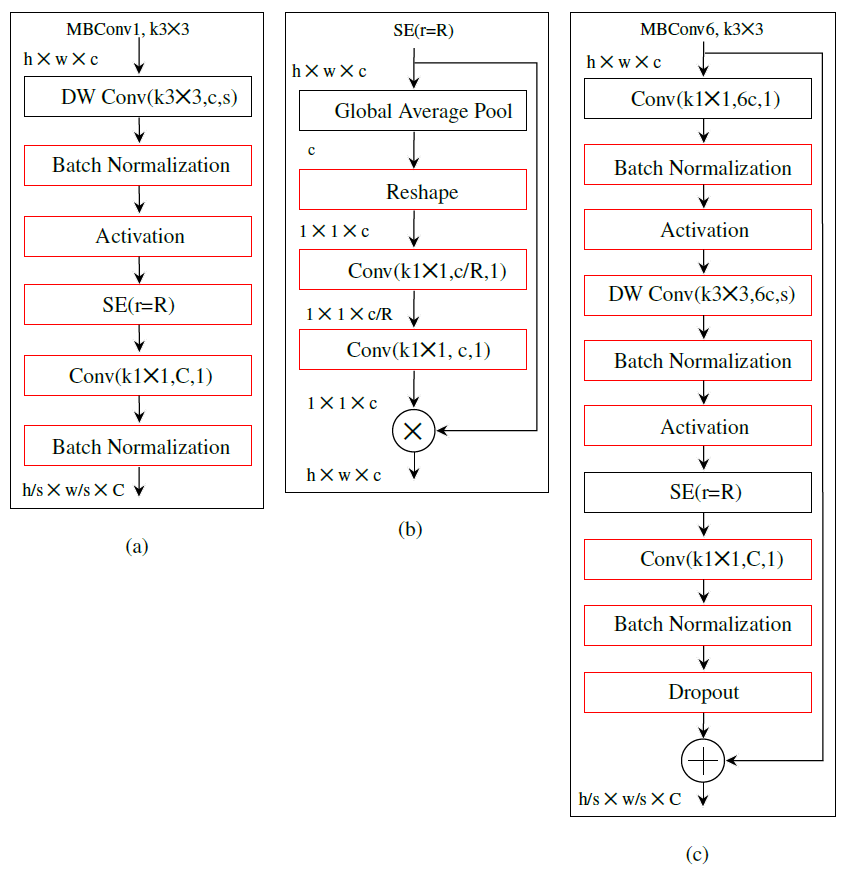 MBConv1, k3×3
h×w×c
DW Conv(k3×3,c,s)
Batch Normalization
Activation
SE(r=R)
Conv(k1×1,C,1)
Batch Normalization
h/s×w/s×C
(a)
SE(r=R)
h×w×c
Global Average Pool
c
Reshape
1×1×c
Conv(k1×1,c/R,1)
1×1×c/R
Conv(k1×1, c,1)
1×1×c
×
h×w×c
(b)
MBConv6, k3×3
h×w×c
Conv(k1×1,6c,1)
Batch Normalization
Activation
DW Conv(k3×3,6c,s)
Batch Normalization
Activation
SE(r=R)
Conv(k1×1,C,1)
Batch Normalization
Dropout
+
h/s×w/s×C
(c)